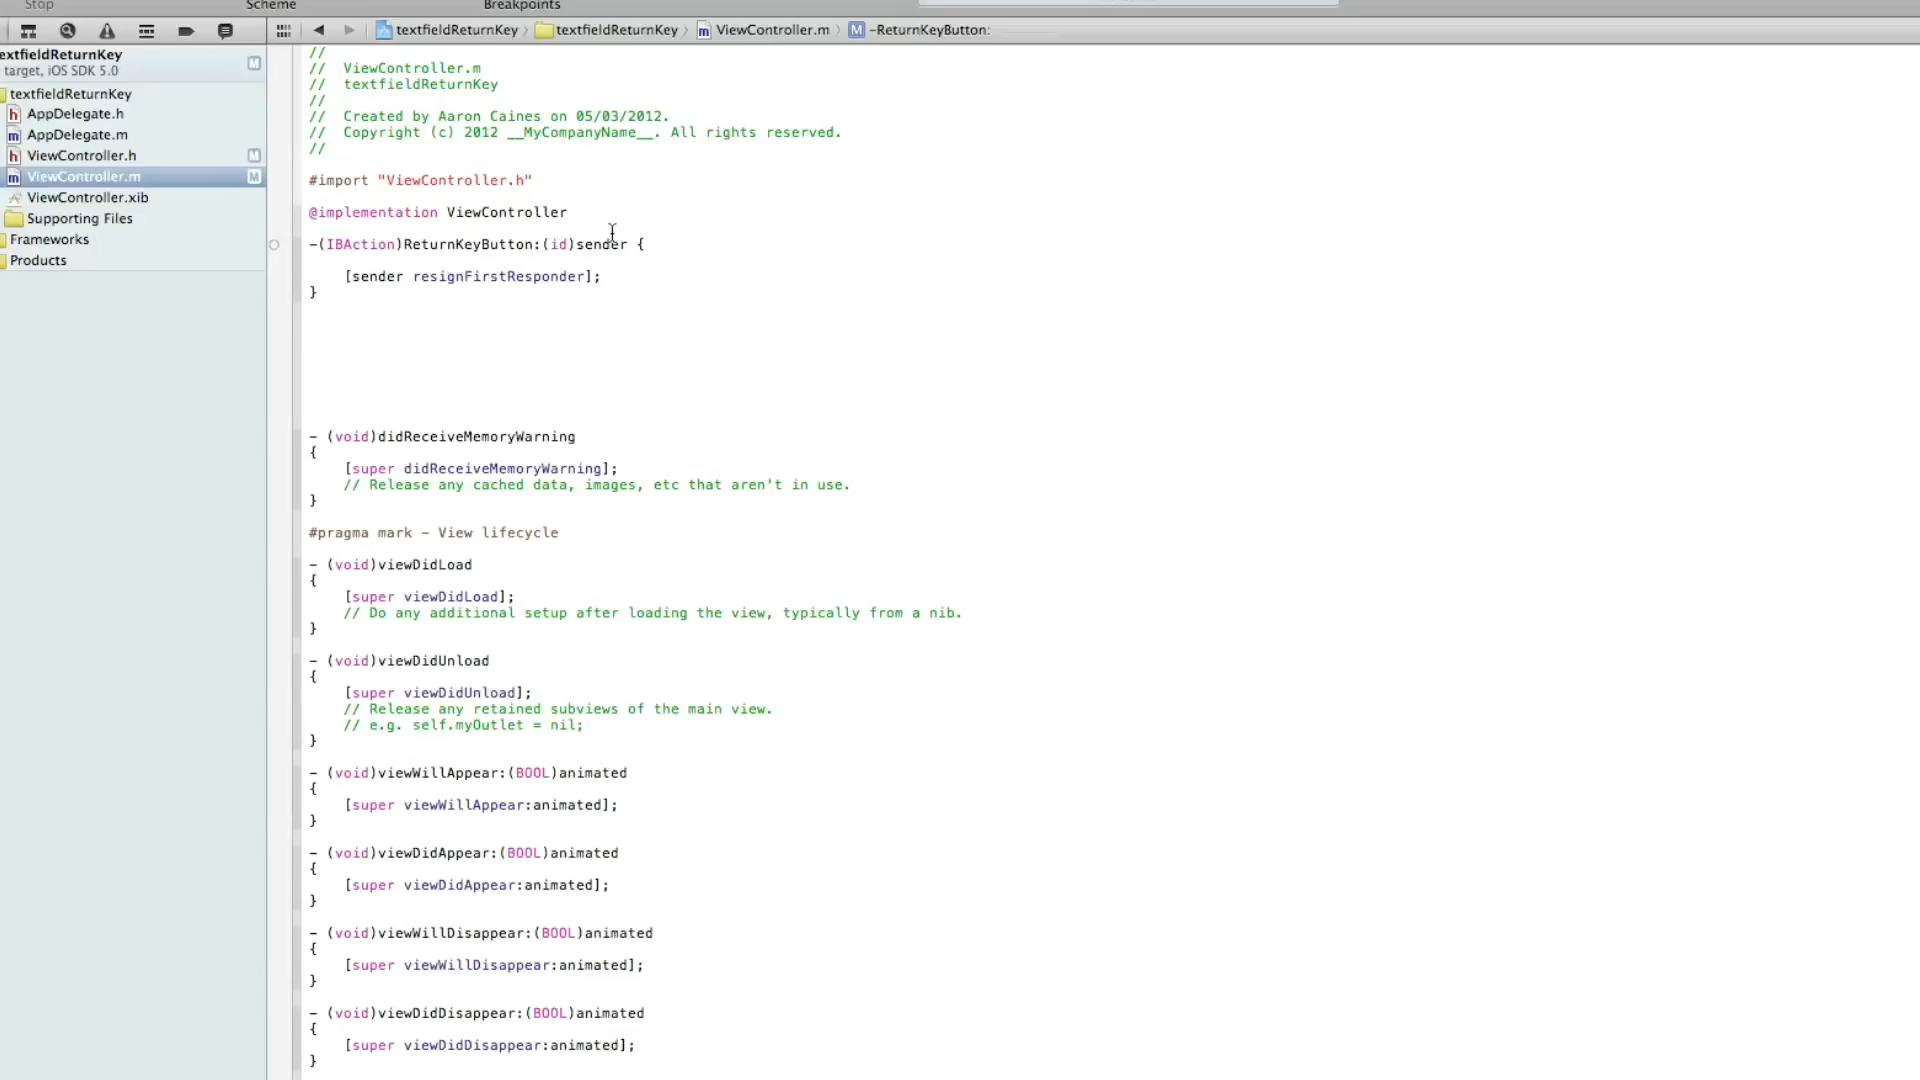 Stop Scheme Breakpoints
textfieldReturnKey textfieldReturnKey ViewController.m M -ReturnKeyButton:
extfieldReturnKey M
target, iOS SDK 5.0
textfieldReturnKey
h AppDelegate.h
m AppDelegate.m
h ViewController.h M
m ViewController.m M
ViewController.xib
Supporting Files
Frameworks
Products
//
//  ViewController.m
//  textfieldReturnKey
//
//  Created by Aaron Caines on 05/03/2012.
//  Copyright (c) 2012 __MyCompanyName__. All rights reserved.
//
#import "ViewController.h"
@implementation ViewController
-(IBAction)ReturnKeyButton:(id)sender {
    [sender resignFirstResponder];
}
- (void)didReceiveMemoryWarning
{
    [super didReceiveMemoryWarning];
    // Release any cached data, images, etc that aren't in use.
}
#pragma mark - View lifecycle
- (void)viewDidLoad
{
    [super viewDidLoad];
    // Do any additional setup after loading the view, typically from a nib.
}
- (void)viewDidUnload
{
    [super viewDidUnload];
    // Release any retained subviews of the main view.
    // e.g. self.myOutlet = nil;
}
- (void)viewWillAppear:(BOOL)animated
{
    [super viewWillAppear:animated];
}
- (void)viewDidAppear:(BOOL)animated
{
    [super viewDidAppear:animated];
}
- (void)viewWillDisappear:(BOOL)animated
{
    [super viewWillDisappear:animated];
}
- (void)viewDidDisappear:(BOOL)animated
{
    [super viewDidDisappear:animated];
}